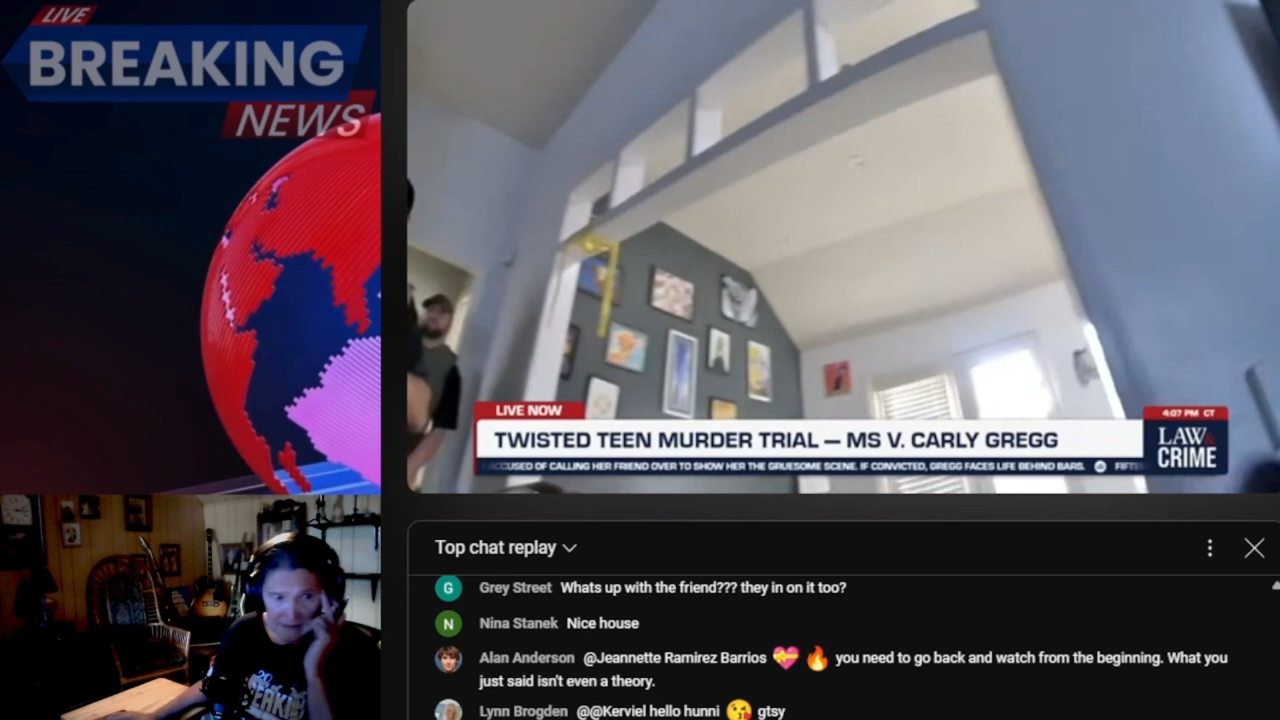 LIVE
BREAKING
NEWS
LIVE NOW
4:07 PM CT
TWISTED TEEN MURDER TRIAL — MS V. CARLY GREGG
LAW&
CRIME
ACCUSED OF CALLING HER FRIEND OVER TO SHOW HER THE GRUESOME SCENE. IF CONVICTED, GREGG FACES LIFE BEHIND BARS.
Top chat replay
G Grey Street Whats up with the friend??? they in on it too?
N Nina Stanek Nice house
Alan Anderson @Jeannette Ramirez Barrios 💝 🔥 you need to go back and watch from the beginning. What you
just said isn't even a theory.
Lynn Brogden @@Kerviel hello hunni 😘 gtsy